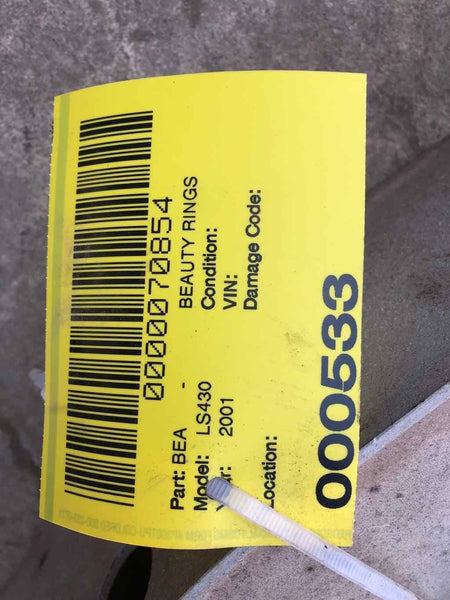 0000070854
Part: BEA - BEAUTY RINGS
Model: LS430 Condition:
2001 VIN:
Damage Code:
Location:
000533